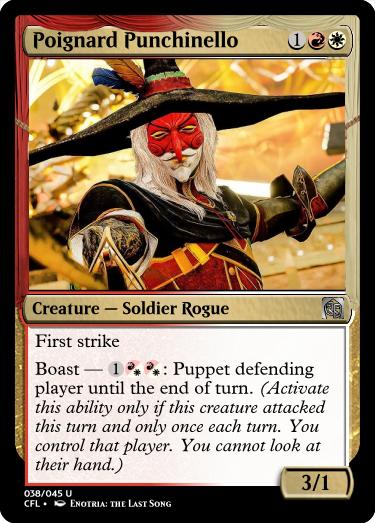 Poignard Punchinello 1
Creature — Soldier Rogue
First strike
Boast — 1: Puppet defending
player until the end of turn. (Activate
this ability only if this creature attacked
this turn and only once each turn. You
control that player. You cannot look at
their hand.)
3/1
038/045 U
CFL • Enotria: the Last Song